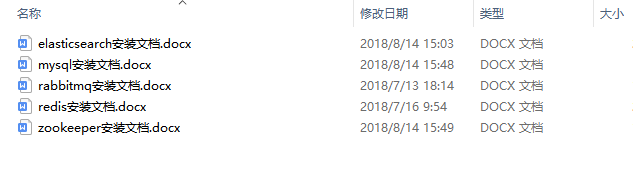 名称 修改日期 类型 大小
elasticsearch安装文档.docx 2018/8/14 15:03 DOCX 文档
mysql安装文档.docx 2018/8/14 15:48 DOCX 文档
rabbitmq安装文档.docx 2018/7/13 18:14 DOCX 文档
redis安装文档.docx 2018/7/16 9:54 DOCX 文档
zookeeper安装文档.docx 2018/8/14 15:49 DOCX 文档